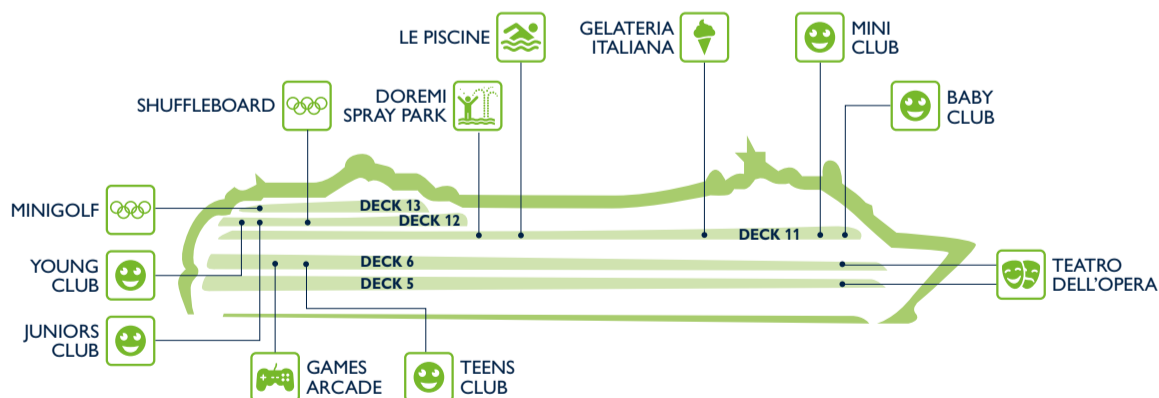 LE PISCINE
GELATERIA
ITALIANA
MINI
CLUB
SHUFFLEBOARD
DOREMI
SPRAY PARK
BABY
CLUB
MINIGOLF
DECK 13
DECK 12
DECK 11
YOUNG
CLUB
DECK 6
DECK 5
TEATRO
DELL'OPERA
JUNIORS
CLUB
GAMES
ARCADE
TEENS
CLUB